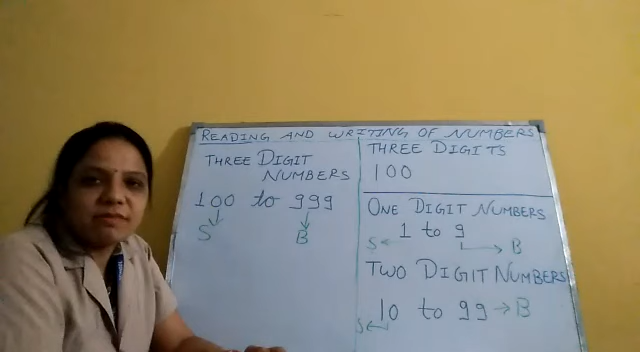 READING AND WRITING OF NUMBERS
THREE DIGIT
NUMBERS
100 to 999
S B
THREE DIGITS
100
ONE DIGIT NUMBERS
S ← 1 to 9 → B
TWO DIGIT NUMBERS
S ← 10 to 99 → B